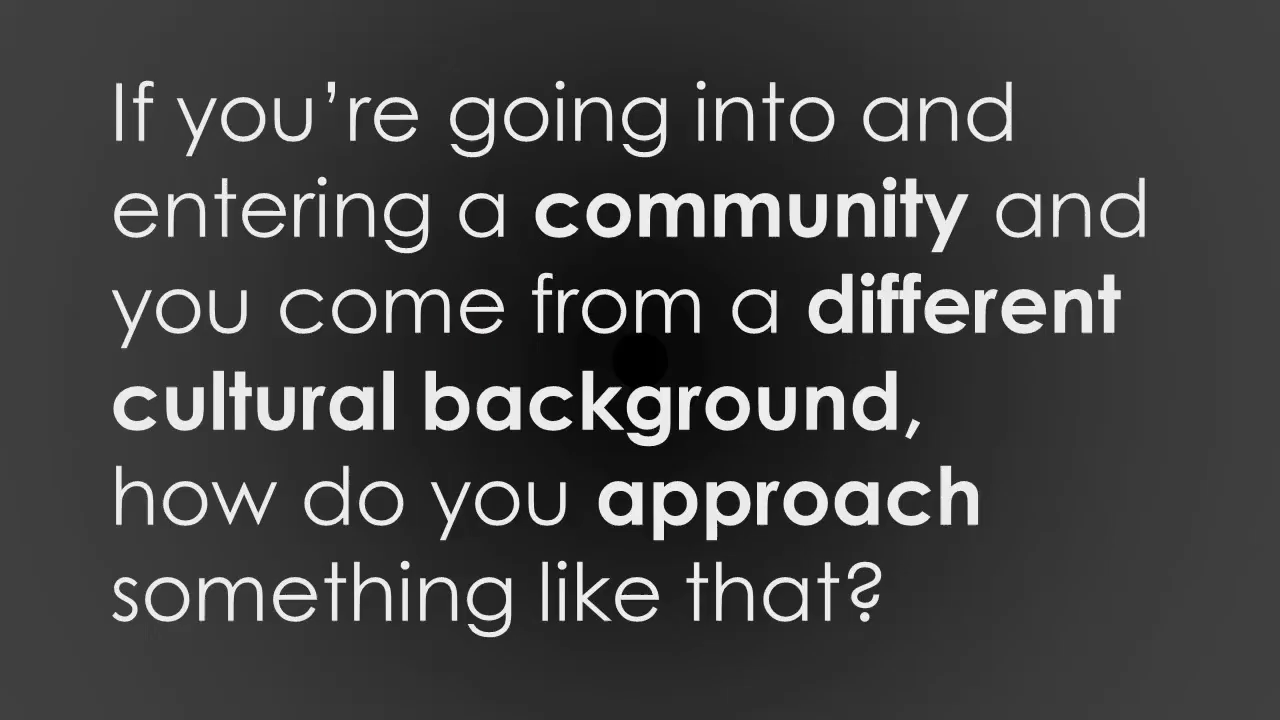 If you’re going into and
entering a community and
you come from a different
cultural background,
how do you approach
something like that?